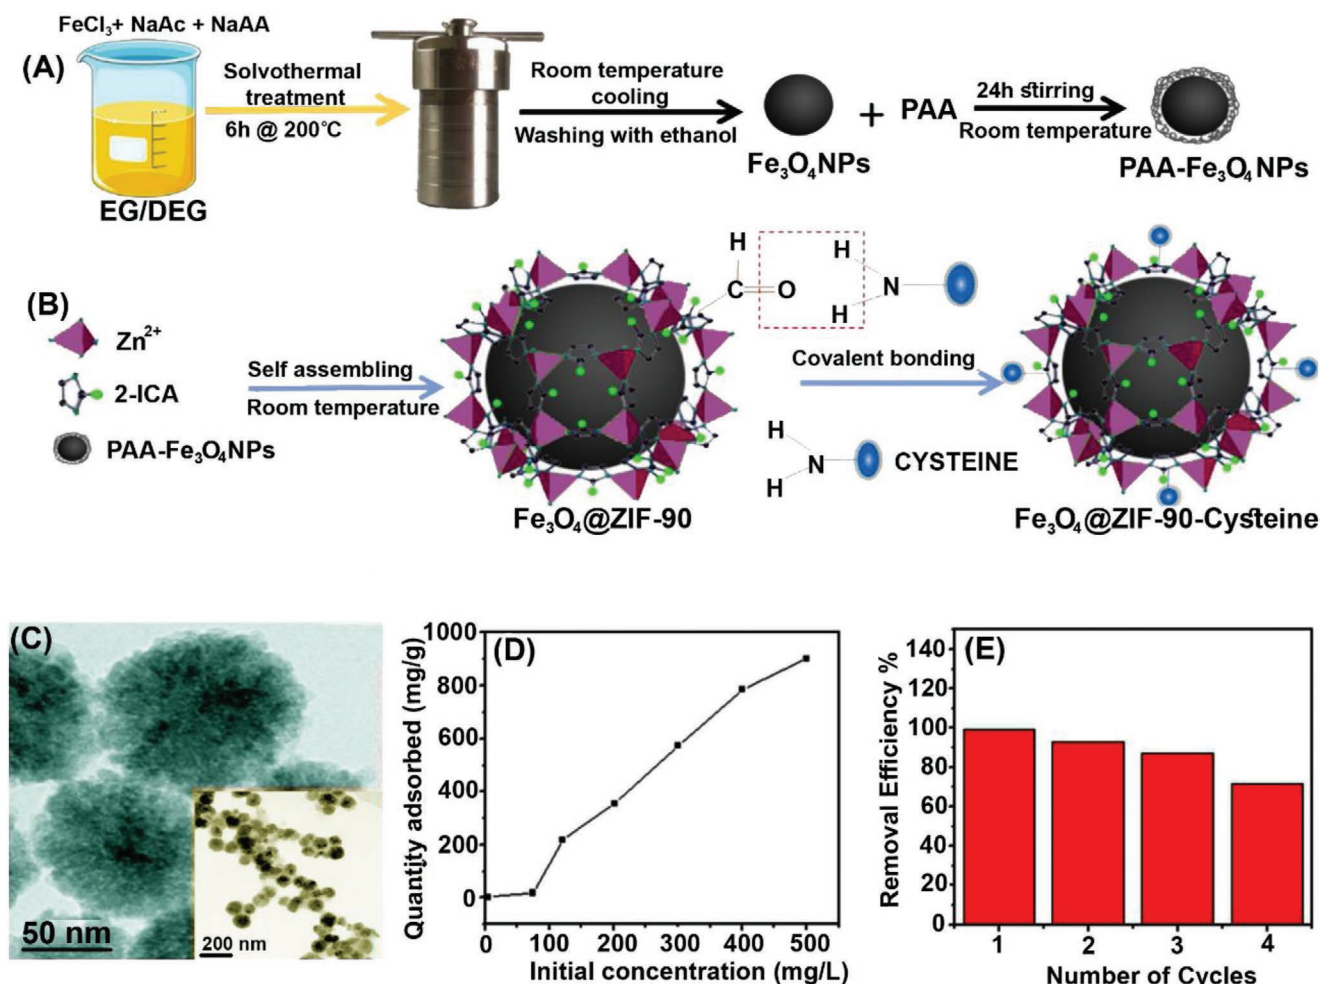 (A)
FeCl₃+ NaAc + NaAA
EG/DEG
Solvothermal
treatment
6h @ 200°C
Room temperature
cooling
Washing with ethanol
Fe₃O₄NPs
+
PAA
24h stirring
Room temperature
PAA-Fe₃O₄NPs
(B)
Zn²⁺
2-ICA
PAA-Fe₃O₄NPs
Self assembling
Room temperature
Fe₃O₄@ZIF-90
H
C
O
H
N
H
Covalent bonding
H
N
H
CYSTEINE
Fe₃O₄@ZIF-90-Cysteine
(C)
50 nm
200 nm
(D)
Quantity adsorbed (mg/g)
1000
800
600
400
200
0
0 100 200 300 400 500
Initial concentration (mg/L)
(E)
Removal Efficiency %
140
120
100
80
60
40
20
0
1 2 3 4
Number of Cycles